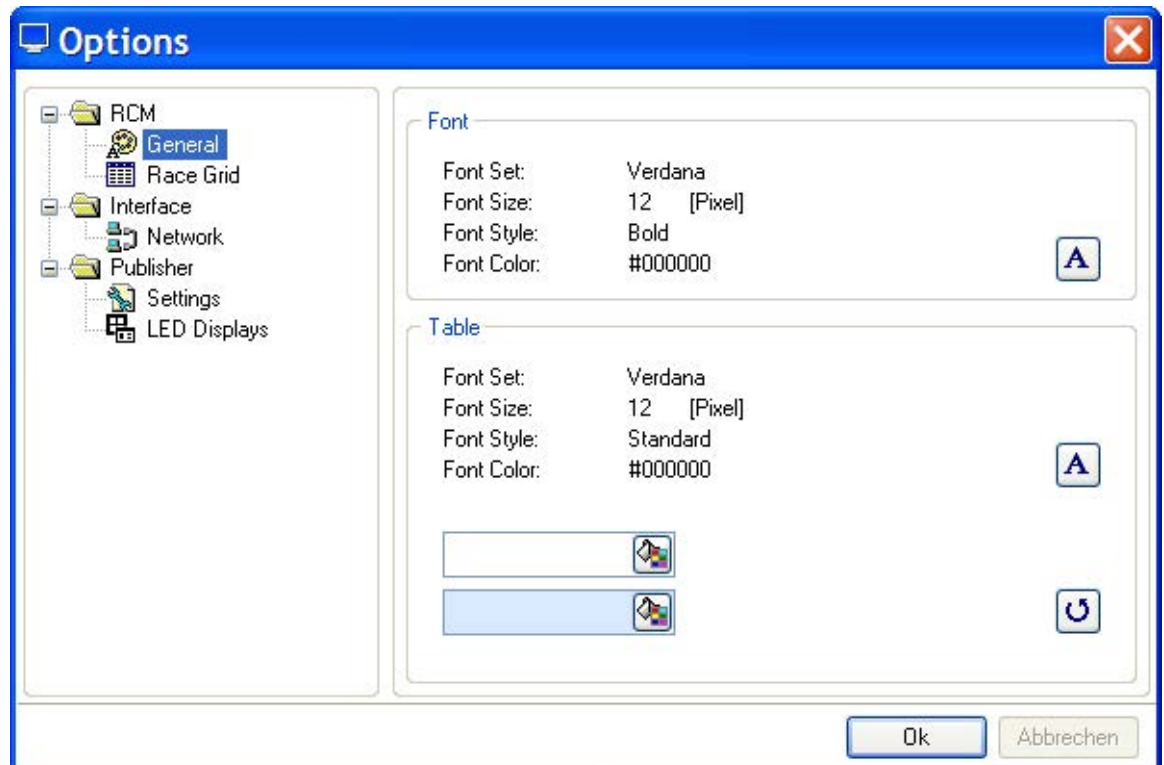 Options
RCM
General
Race Grid
Interface
Network
Publisher
Settings
LED Displays
Font
Font Set: Verdana
Font Size: 12 [Pixel]
Font Style: Bold
Font Color: #000000
A
Table
Font Set: Verdana
Font Size: 12 [Pixel]
Font Style: Standard
Font Color: #000000
A
Ok Abbrechen